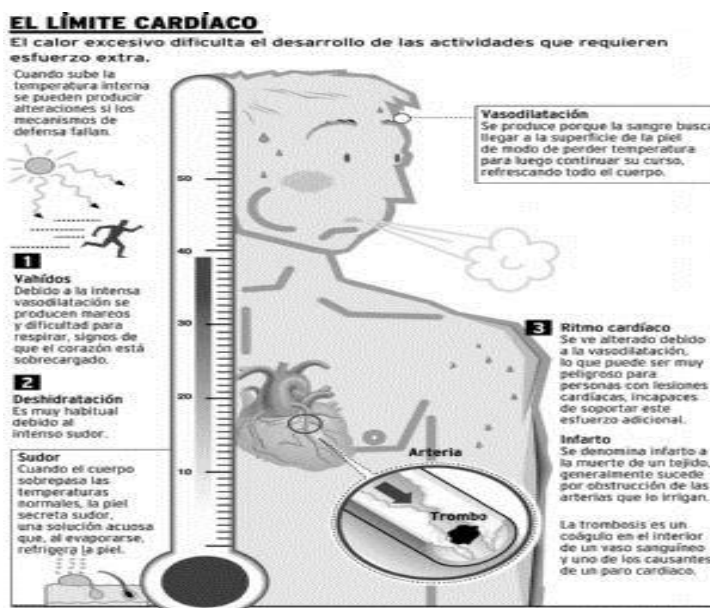 EL LÍMITE CARDÍACO
El calor excesivo dificulta el desarrollo de las actividades que requieren
esfuerzo extra.
Cuando sube la
temperatura interna
se pueden producir
alteraciones si los
mecanismos de
defensa fallan.
1
Vahídos
Debido a la intensa
vasodilatación se
producen mareos
y dificultad para
respirar, signos de
que el corazón está
sobrecargado.
2
Deshidratación
Es muy habitual
debido al
intenso sudor.
Sudor
Cuando el cuerpo
sobrepasa las
temperaturas
normales, la piel
secreta sudor,
una solución acuosa
que, al evaporarse,
refrigera la piel.
50
40
30
20
10
Vasodilatación
Se produce porque la sangre busca
llegar a la superficie de la piel
de modo de perder temperatura
para luego continuar su curso,
refrescando todo el cuerpo.
3 Ritmo cardíaco
Se ve alterado debido
a la vasodilatación,
lo que puede ser muy
peligroso para
personas con lesiones
cardíacas, incapaces
de soportar este
esfuerzo adicional.
Infarto
Se denomina infarto a
la muerte de un tejido,
generalmente sucede
por obstrucción de las
arterias que lo irrigan.
La trombosis es un
coágulo en el interior
de un vaso sanguíneo
y uno de los causantes
de un paro cardíaco.
Arteria
Trombo